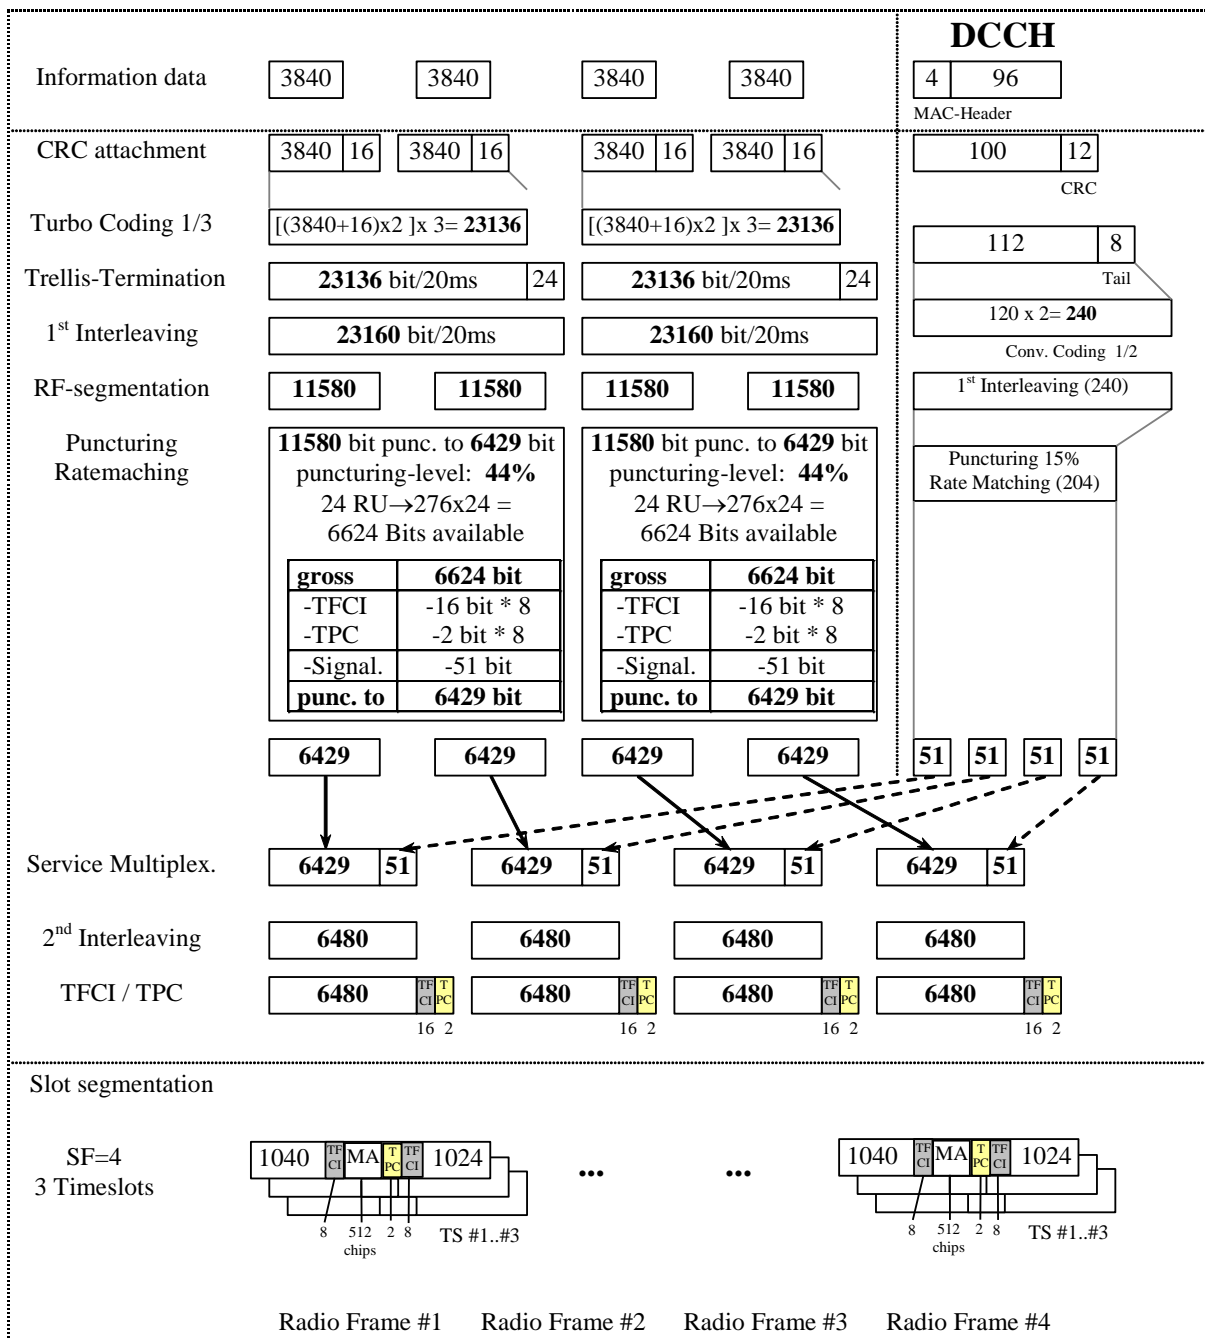 DCCH
Information data 3840 3840 3840 3840 4 96
MAC-Header
CRC attachment 3840 16 3840 16 3840 16 3840 16 100 12
CRC
Turbo Coding 1/3 [(3840+16)x2 ]x 3= 23136 [(3840+16)x2 ]x 3= 23136 112 8
Trellis-Termination 23136 bit/20ms 24 23136 bit/20ms 24 Tail
120 x 2= 240
1st Interleaving 23160 bit/20ms 23160 bit/20ms Conv. Coding 1/2
RF-segmentation 11580 11580 11580 11580 1st Interleaving (240)
Puncturing
Ratemaching
11580 bit punc. to 6429 bit
puncturing-level: 44%
24 RU→276x24 =
6624 Bits available
gross 6624 bit
-TFCI -16 bit * 8
-TPC -2 bit * 8
-Signal. -51 bit
punc. to 6429 bit
11580 bit punc. to 6429 bit
puncturing-level: 44%
24 RU→276x24 =
6624 Bits available
gross 6624 bit
-TFCI -16 bit * 8
-TPC -2 bit * 8
-Signal. -51 bit
punc. to 6429 bit
Puncturing 15%
Rate Matching (204)
6429 6429 6429 6429 51 51 51 51
Service Multiplex. 6429 51 6429 51 6429 51 6429 51
2nd Interleaving 6480 6480 6480 6480
TFCI / TPC 6480 TF CI T PC 6480 TF CI T PC 6480 TF CI T PC 6480 TF CI T PC
16 2 16 2 16 2 16 2
Slot segmentation
SF=4
3 Timeslots
1040 TF CI MA T PC TF CI 1024 ... ... 1040 TF CI MA T PC TF CI 1024
8 512 2 8 TS #1..#3 8 512 2 8 TS #1..#3
chips chips
Radio Frame #1 Radio Frame #2 Radio Frame #3 Radio Frame #4